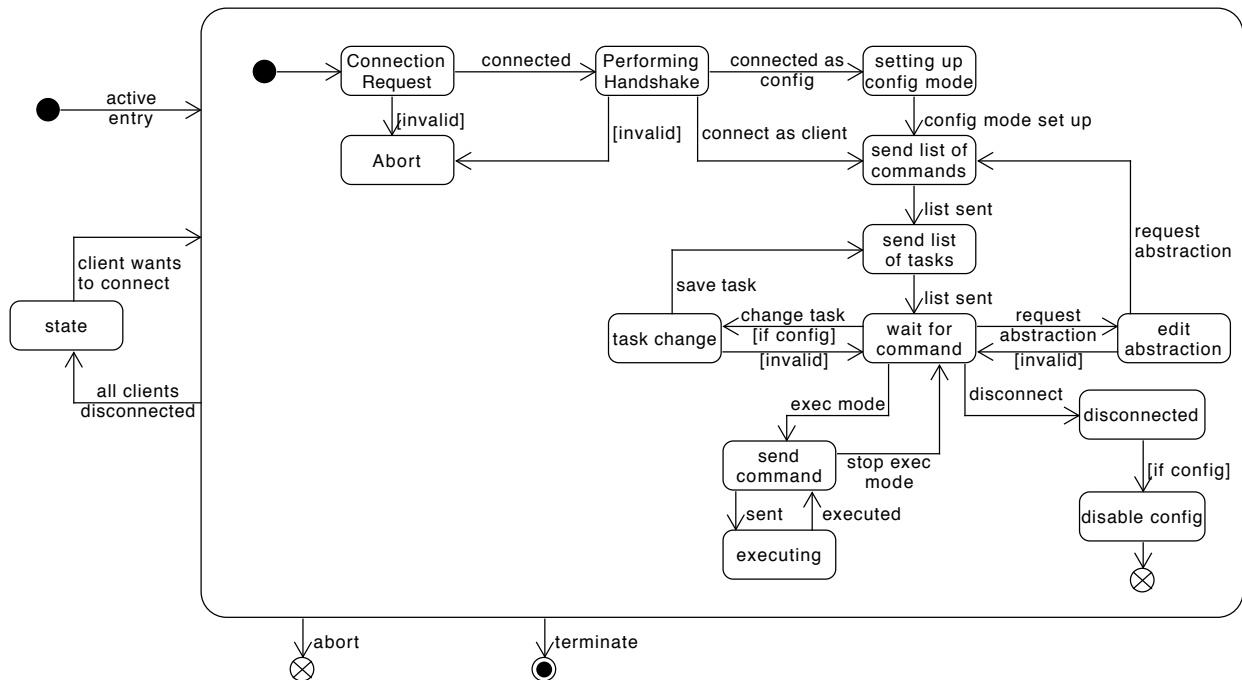 Connection
Request
connected
Performing
Handshake
connected as
config
setting up
config mode
active
entry
[invalid]
[invalid]
connect as client
config mode set up
Abort
send list of
commands
list sent
request
abstraction
send list
of tasks
client wants
to connect
save task
list sent
state
task change
change task
[if config]
[invalid]
wait for
command
request
abstraction
[invalid]
edit
abstraction
all clients
disconnected
exec mode
disconnect
disconnected
send
command
stop exec
mode
[if config]
sent
executed
disable config
executing
abort
terminate